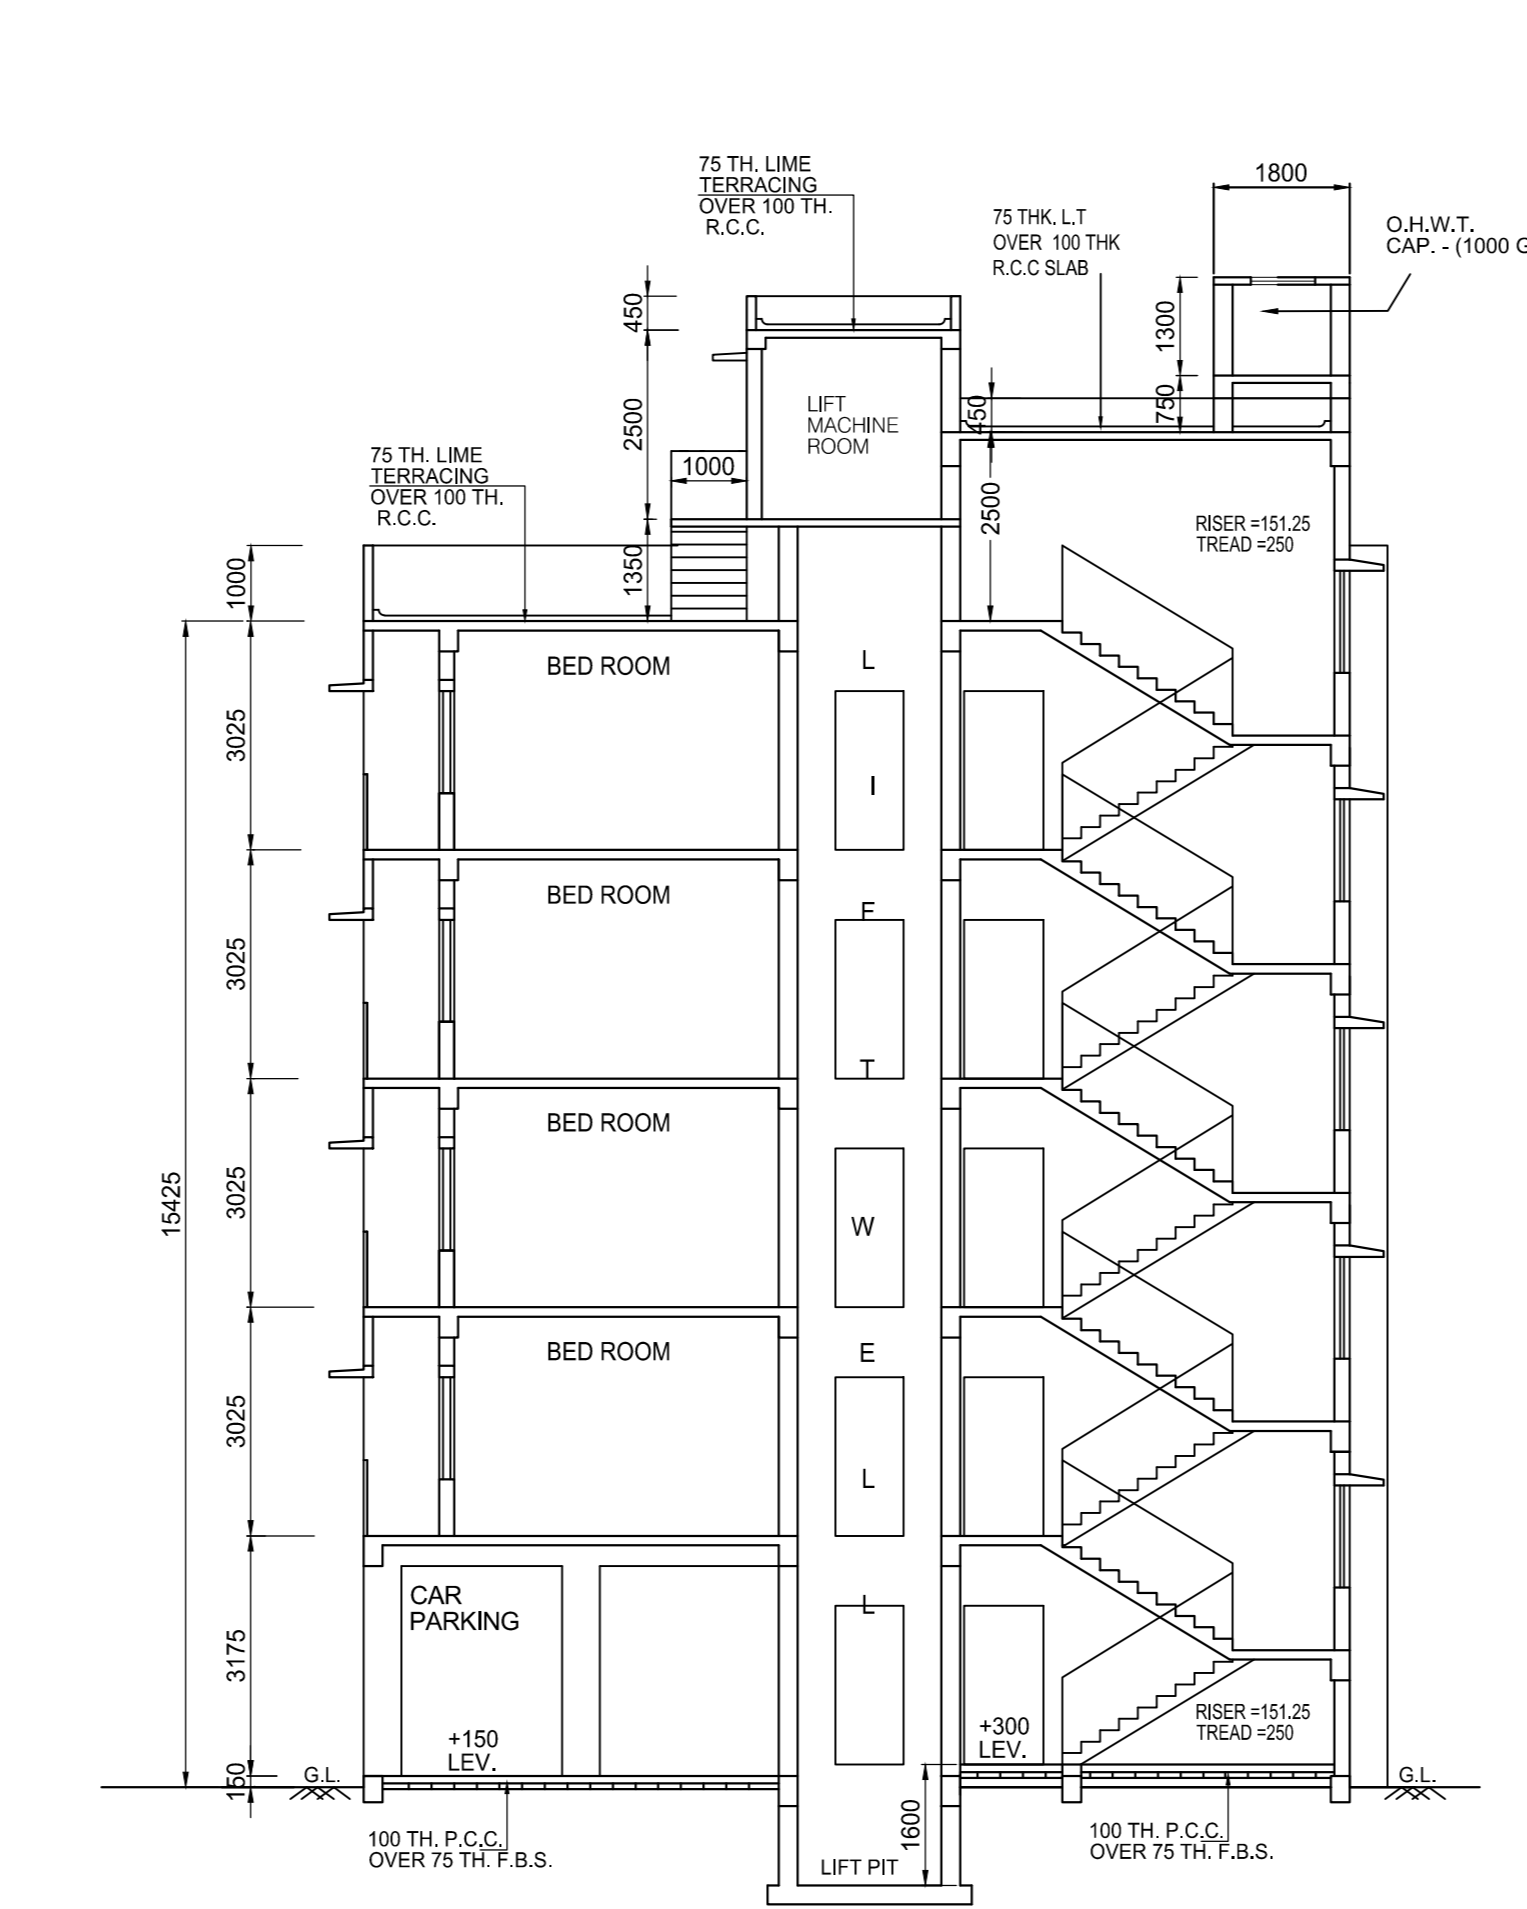 75 TH. LIME
TERRACING
OVER 100 TH.
R.C.C.
1800
75 THK. L.T
OVER 100 THK
R.C.C SLAB
O.H.W.T.
CAP. - (1000 G
450
1300
2500
LIFT
MACHINE
ROOM
450
750
75 TH. LIME
TERRACING
OVER 100 TH.
R.C.C.
1000
2500
RISER =151.25
TREAD =250
1000
1350
BED ROOM
L
3025
I
BED ROOM
F
3025
T
BED ROOM
15425
3025
W
BED ROOM
E
3025
L
CAR
PARKING
L
3175
+150
LEV.
+300
LEV.
RISER =151.25
TREAD =250
150
G.L.
G.L.
1600
100 TH. P.C.C.
OVER 75 TH. F.B.S.
LIFT PIT
100 TH. P.C.C.
OVER 75 TH. F.B.S.